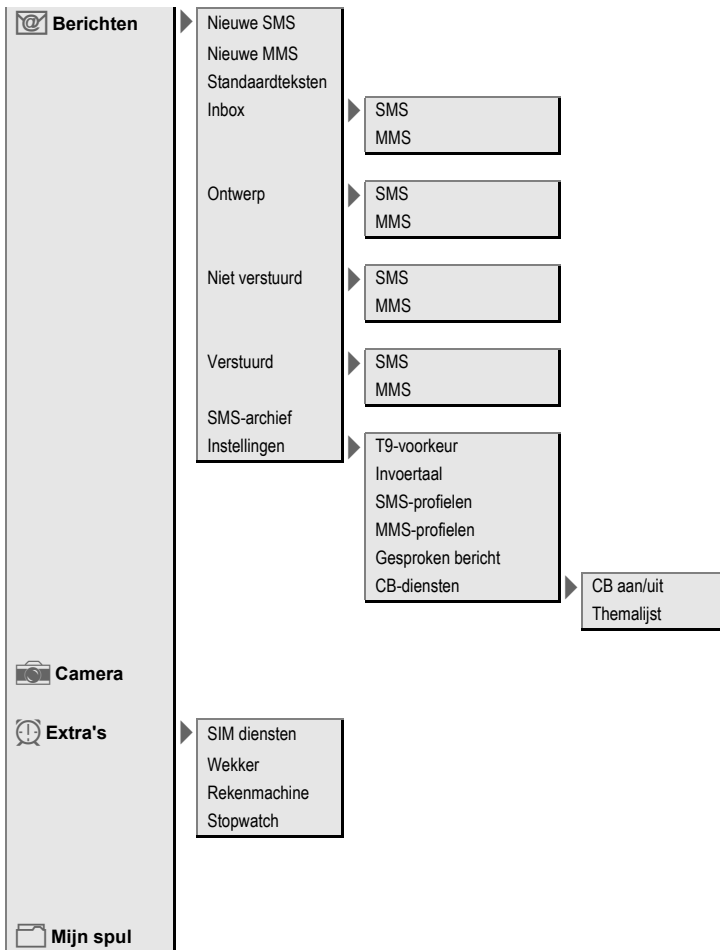 Berichten
Nieuwe SMS
Nieuwe MMS
Standaardteksten
Inbox
SMS
MMS
Ontwerp
SMS
MMS
Niet verstuurd
SMS
MMS
Verstuurd
SMS
MMS
SMS-archief
Instellingen
T9-voorkeur
Invoertaal
SMS-profielen
MMS-profielen
Gesproken bericht
CB-diensten
CB aan/uit
Themalijst
Camera
Extra's
SIM diensten
Wekker
Rekenmachine
Stopwatch
Mijn spul